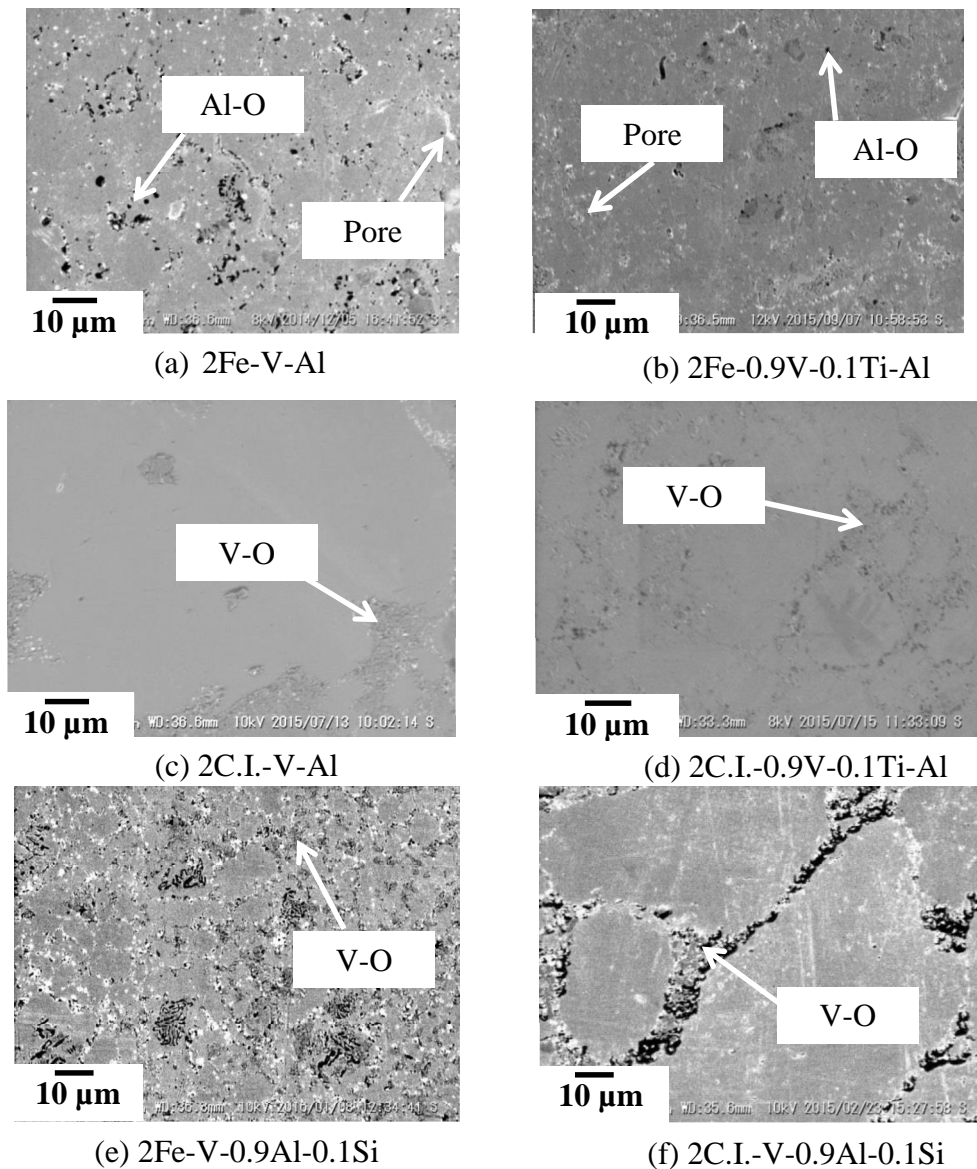 Al-O
Pore
10 µm
WD:36.6mm 8kV 2014/12/05 16:41:52 S
(a) 2Fe-V-Al
Pore
Al-O
10 µm
36.5mm 12kV 2015/09/07 10:58:53 S
(b) 2Fe-0.9V-0.1Ti-Al
V-O
10 µm
WD:36.6mm 10kV 2015/07/13 10:02:14 S
(c) 2C.I.-V-Al
V-O
10 µm
WD:33.3mm 8kV 2015/07/15 11:33:09 S
(d) 2C.I.-0.9V-0.1Ti-Al
V-O
10 µm
(e) 2Fe-V-0.9Al-0.1Si
V-O
10 µm
WD:35.6mm 10kV 2015/02/23 15:27:58 S
(f) 2C.I.-V-0.9Al-0.1Si